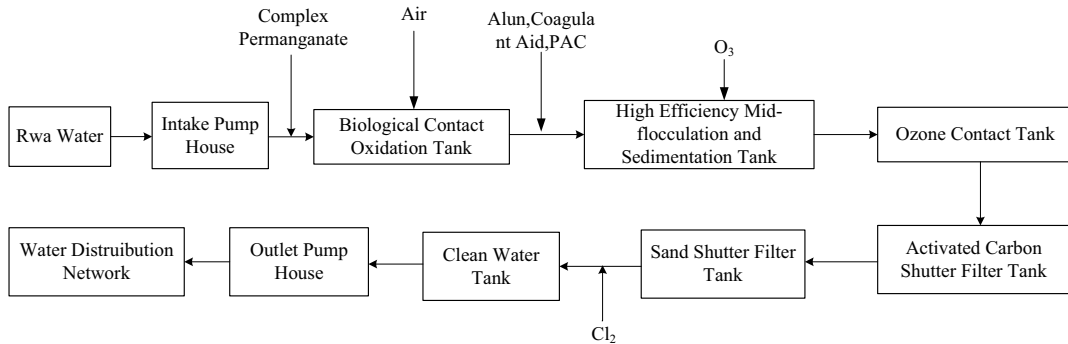 Complex
Permanganate
Air
Alun,Coagula
nt Aid,PAC
O₃
Rwa Water
Intake Pump
House
Biological Contact
Oxidation Tank
High Efficiency Mid-
flocculation and
Sedimentation Tank
Ozone Contact Tank
Water Distruibution
Network
Outlet Pump
House
Clean Water
Tank
Sand Shutter Filter
Tank
Activated Carbon
Shutter Filter Tank
Cl₂